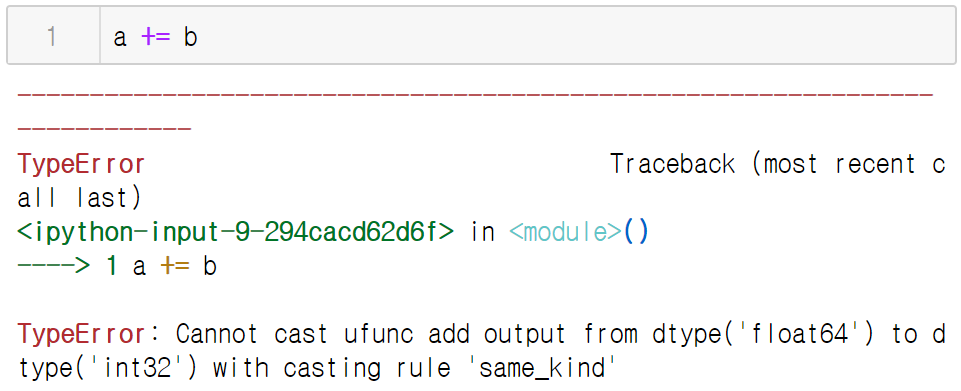 1 a += b
---------------------------------------------------------------
------------
TypeError Traceback (most recent c
all last)
<ipython-input-9-294cacd62d6f> in <module>()
----> 1 a += b
TypeError: Cannot cast ufunc add output from dtype('float64') to d
type('int32') with casting rule 'same_kind'